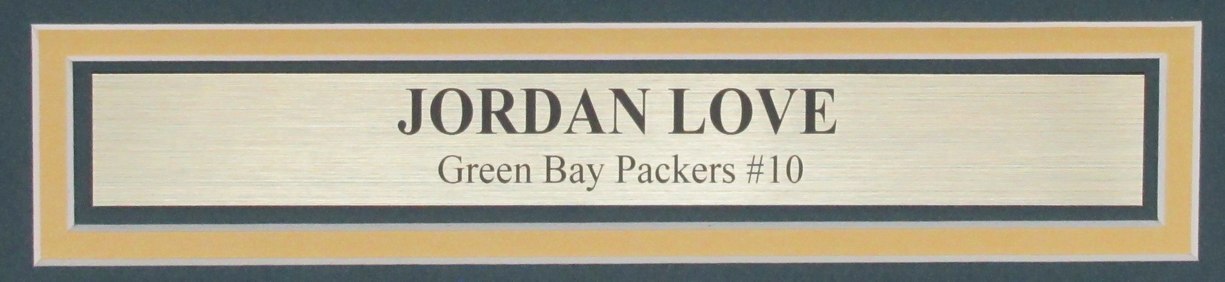 JORDAN LOVE
Green Bay Packers #10